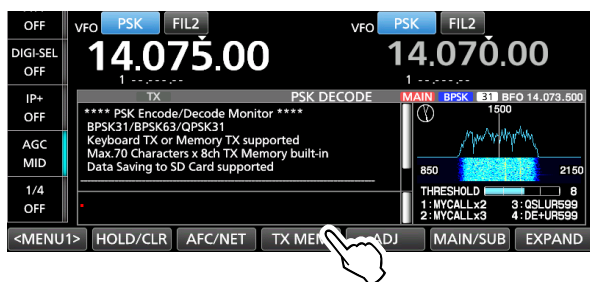 OFF
DIGI-SEL
OFF
IP+
OFF
AGC
MID
1/4
OFF
VFO PSK FIL2
14.075.00
1 --.---.--
VFO PSK FIL2
14.070.00
1 --.---.--
TX PSK DECODE MAIN BPSK 31 BFO 14.073.500
**** PSK Encode/Decode Monitor ****
BPSK31/BPSK63/QPSK31
Keyboard TX or Memory TX supported
Max.70 Characters x 8ch TX Memory built-in
Data Saving to SD Card supported
1500
850 2150
THRESHOLD 8
1:MYCALLx2 3:QSLUR599
2:MYCALLx3 4:DE+UR599
<MENU1> HOLD/CLR AFC/NET TX MEM ADJ MAIN/SUB EXPAND